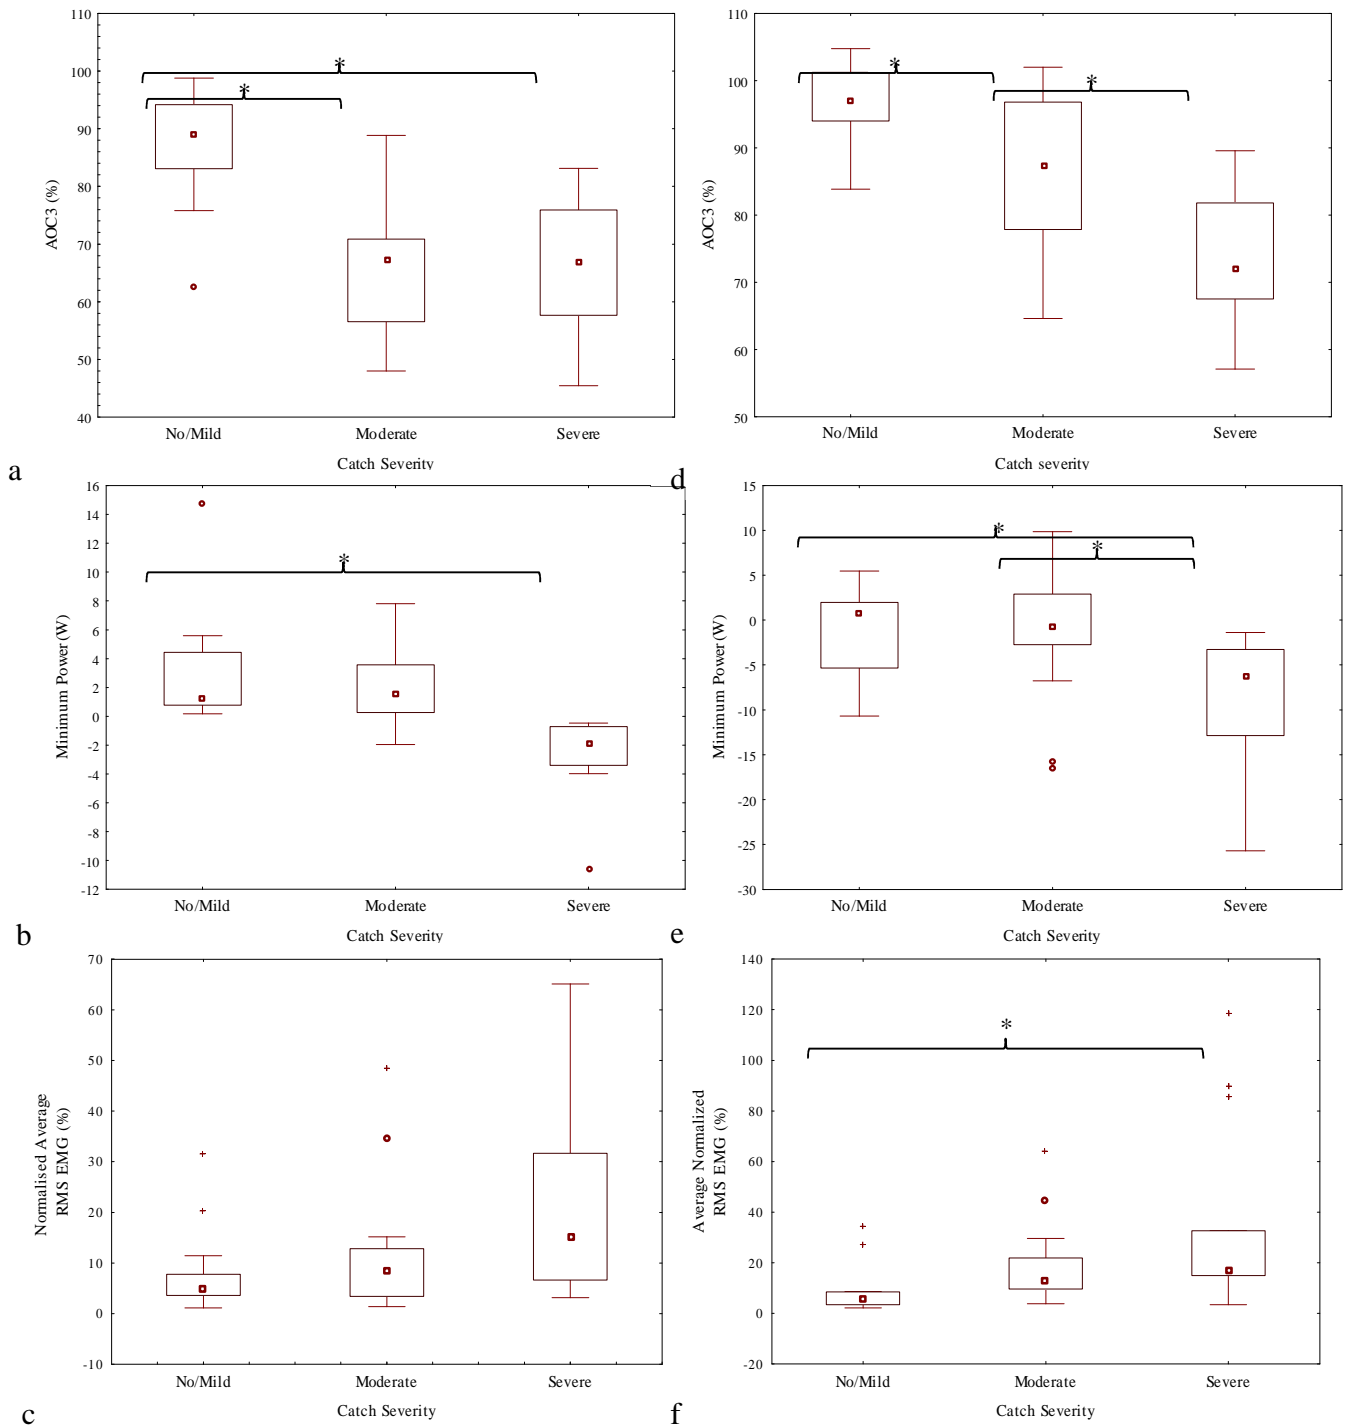 110
100
90
80
70
60
50
40
AOC3 (%)
*
*
No/Mild Moderate Severe
Catch Severity
a
110
100
90
80
70
60
50
AOC3 (%)
*
*
No/Mild Moderate Severe
Catch severity
d
16
14
12
10
8
6
4
2
0
-2
-4
-6
-8
-10
-12
Minimum Power (W)
*
No/Mild Moderate Severe
Catch Severity
b
15
10
5
0
-5
-10
-15
-20
-25
-30
Minimum Power (W)
*
*
No/Mild Moderate Severe
Catch Severity
e
70
60
50
40
30
20
10
0
-10
Normalised Average
RMS EMG (%)
No/Mild Moderate Severe
Catch Severity
c
140
120
100
80
60
40
20
0
-20
Average Normalized
RMS EMG (%)
*
No/Mild Moderate Severe
Catch Severity
f